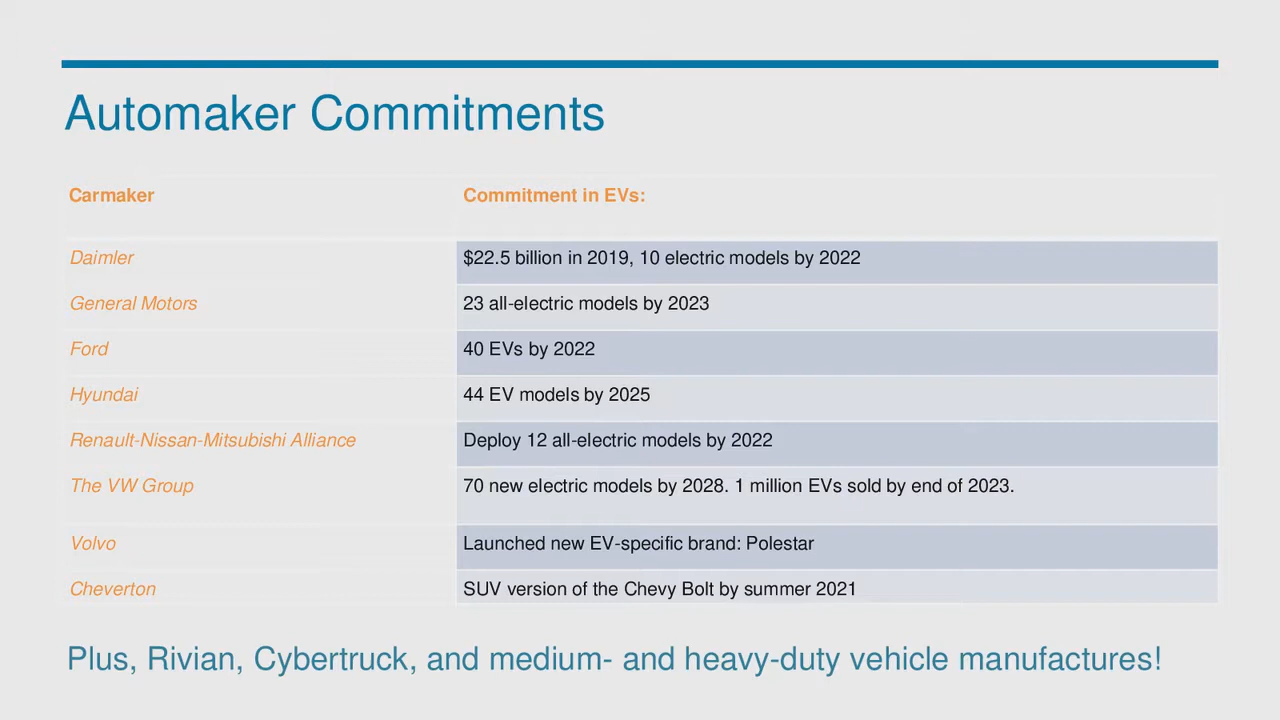 Automaker Commitments
Carmaker Commitment in EVs:
Daimler $22.5 billion in 2019, 10 electric models by 2022
General Motors 23 all-electric models by 2023
Ford 40 EVs by 2022
Hyundai 44 EV models by 2025
Renault-Nissan-Mitsubishi Alliance Deploy 12 all-electric models by 2022
The VW Group 70 new electric models by 2028. 1 million EVs sold by end of 2023.
Volvo Launched new EV-specific brand: Polestar
Cheverton SUV version of the Chevy Bolt by summer 2021
Plus, Rivian, Cybertruck, and medium- and heavy-duty vehicle manufactures!